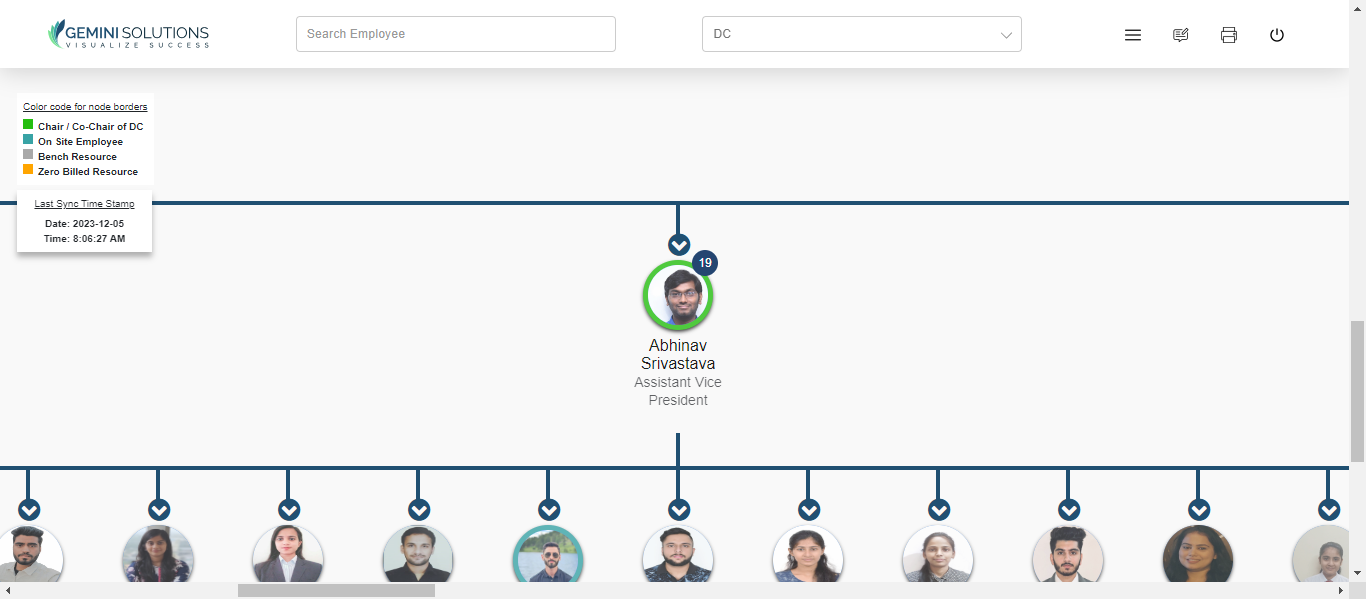 GEMINI SOLUTIONS
VISUALIZE SUCCESS
Search Employee
DC
Color code for node borders
Chair / Co-Chair of DC
On Site Employee
Bench Resource
Zero Billed Resource
Last Sync Time Stamp
Date: 2023-12-05
Time: 8:06:27 AM
19
Abhinav
Srivastava
Assistant Vice
President